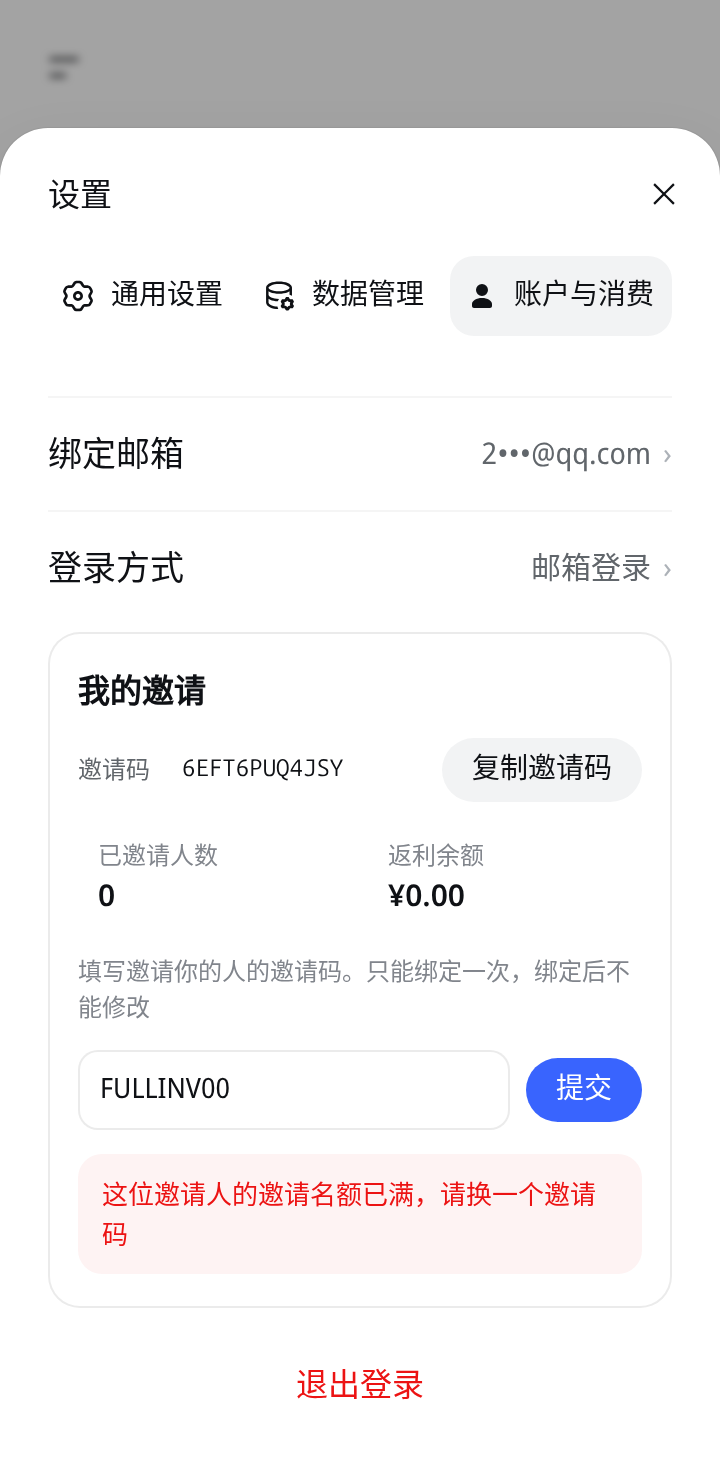 设置
通用设置
数据管理
账户与消费
绑定邮箱
2•••@qq.com ›
登录方式
邮箱登录 ›
我的邀请
邀请码 6EFT6PUQ4JSY
复制邀请码
已邀请人数
0
返利余额
¥0.00
填写邀请你的人的邀请码。只能绑定一次，绑定后不
能修改
FULLINV00
提交
这位邀请人的邀请名额已满，请换一个邀请
码
退出登录